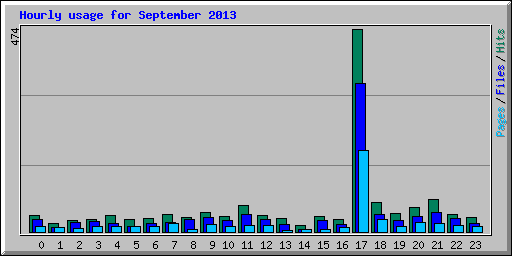 Hourly usage for September 2013
474
Pages / Files / Hits
0 1 2 3 4 5 6 7 8 9 10 11 12 13 14 15 16 17 18 19 20 21 22 23